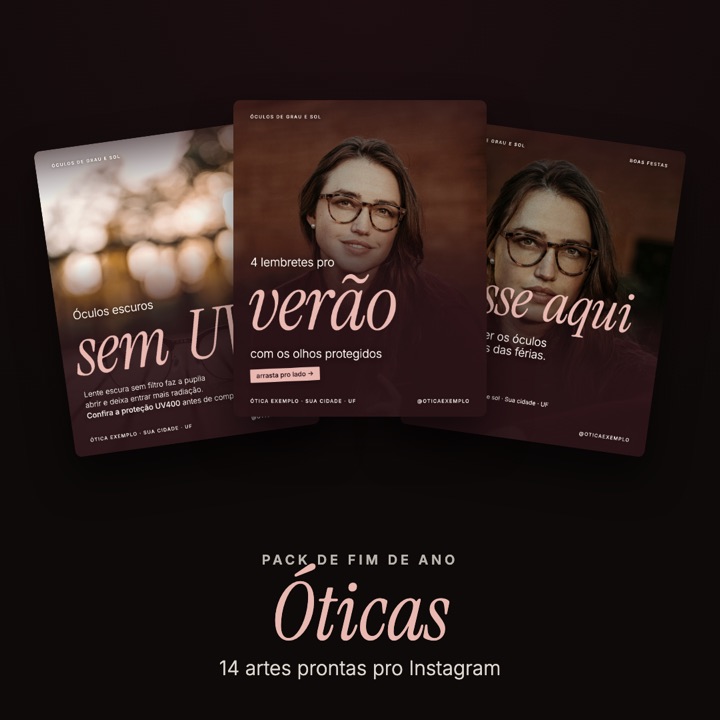 ÓCULOS DE GRAU E SOL
Óculos escuros
sem
Lente escura sem filtro faz a pupila
abrir e deixa entrar mais radiação.
Confira a proteção UV400 antes de
ÓTICA EXEMPLO · SUA CIDADE · UF
ÓCULOS DE GRAU E SOL
4 lembretes pro
verão
com os olhos protegidos
arrasta pro lado →
ÓTICA EXEMPLO · SUA CIDADE · UF
@OTICAEXEMPLO
E GRAU E SOL
BOAS FESTAS
sse aqui
er os óculos
s das férias.
e sol · Sua cidade · UF
@OTICAEXEMPLO
PACK DE FIM DE ANO
Óticas
14 artes prontas pro Instagram